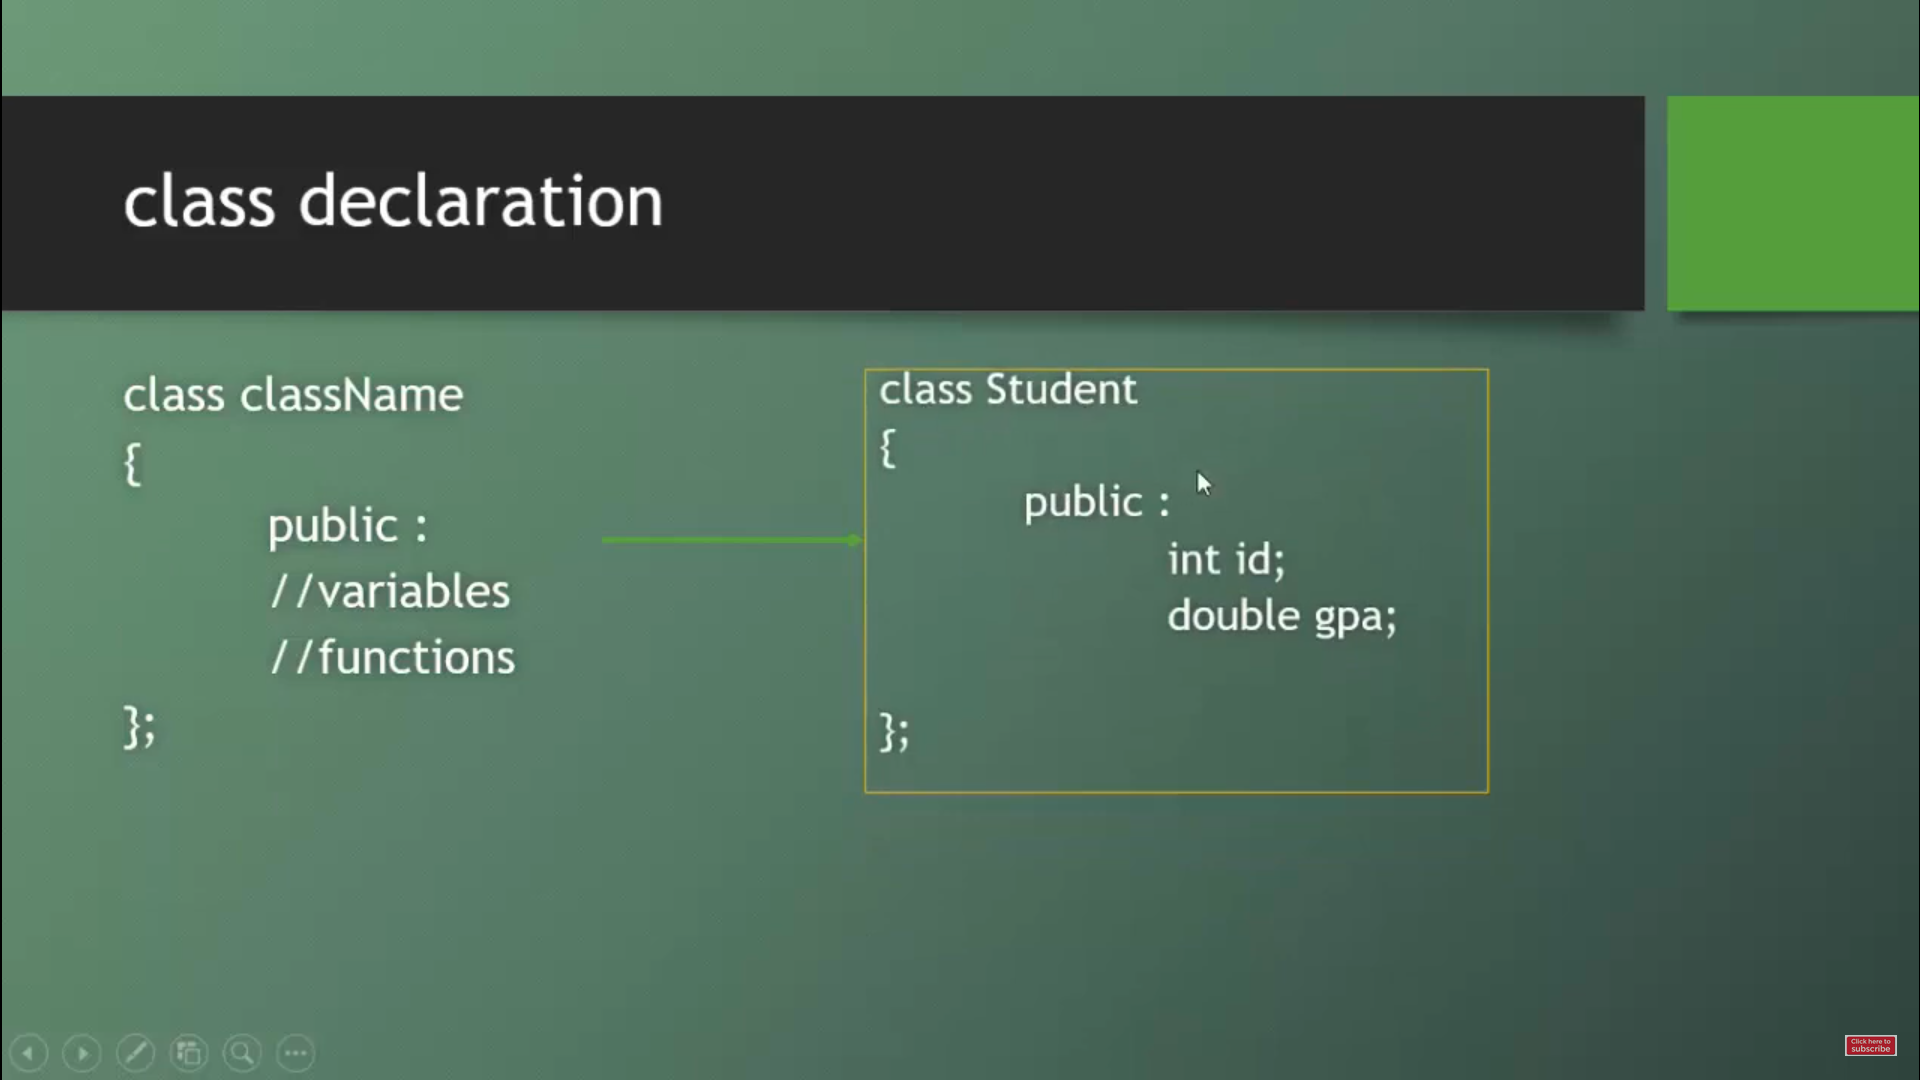 class declaration
class className
{
public :
//variables
//functions
};
class Student
{
public :
int id;
double gpa;
};
Click here to
subscribe